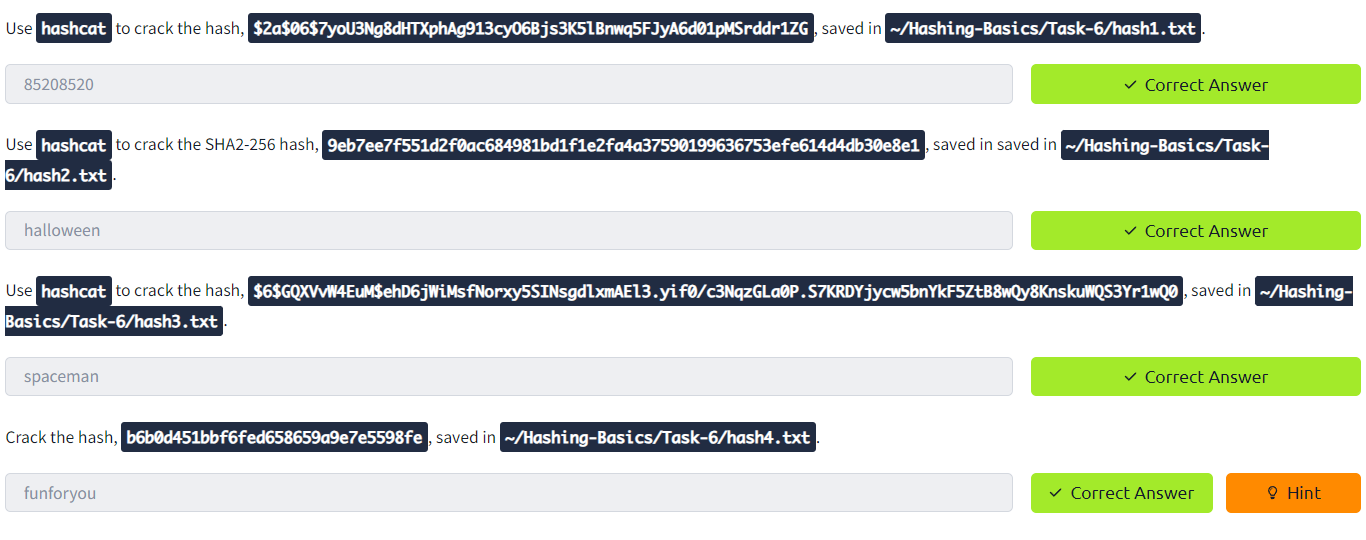 Use hashcat to crack the hash, $2a$06$7yoU3Ng8dHTXphAg913cyO6Bjs3K5lBnwq5FJyA6d01pMSrddr1ZG, saved in ~/Hashing-Basics/Task-6/hash1.txt.
85208520
✓ Correct Answer
Use hashcat to crack the SHA2-256 hash, 9eb7ee7f551d2f0ac684981bd1f1e2fa4a37590199636753efe614d4db30e8e1, saved in saved in ~/Hashing-Basics/Task-
6/hash2.txt.
halloween
✓ Correct Answer
Use hashcat to crack the hash, $6$GQXVvW4EuM$ehD6jWiMsfNorxy5SINsgdlxmAEl3.yif0/c3NqzGLa0P.S7KRDYjycw5bnYkF5ZtB8wQy8KnskuWQS3Yr1wQ0, saved in ~/Hashing-
Basics/Task-6/hash3.txt.
spaceman
✓ Correct Answer
Crack the hash, b6b0d451bbf6fed658659a9e7e5598fe, saved in ~/Hashing-Basics/Task-6/hash4.txt.
funforyou
✓ Correct Answer
Hint